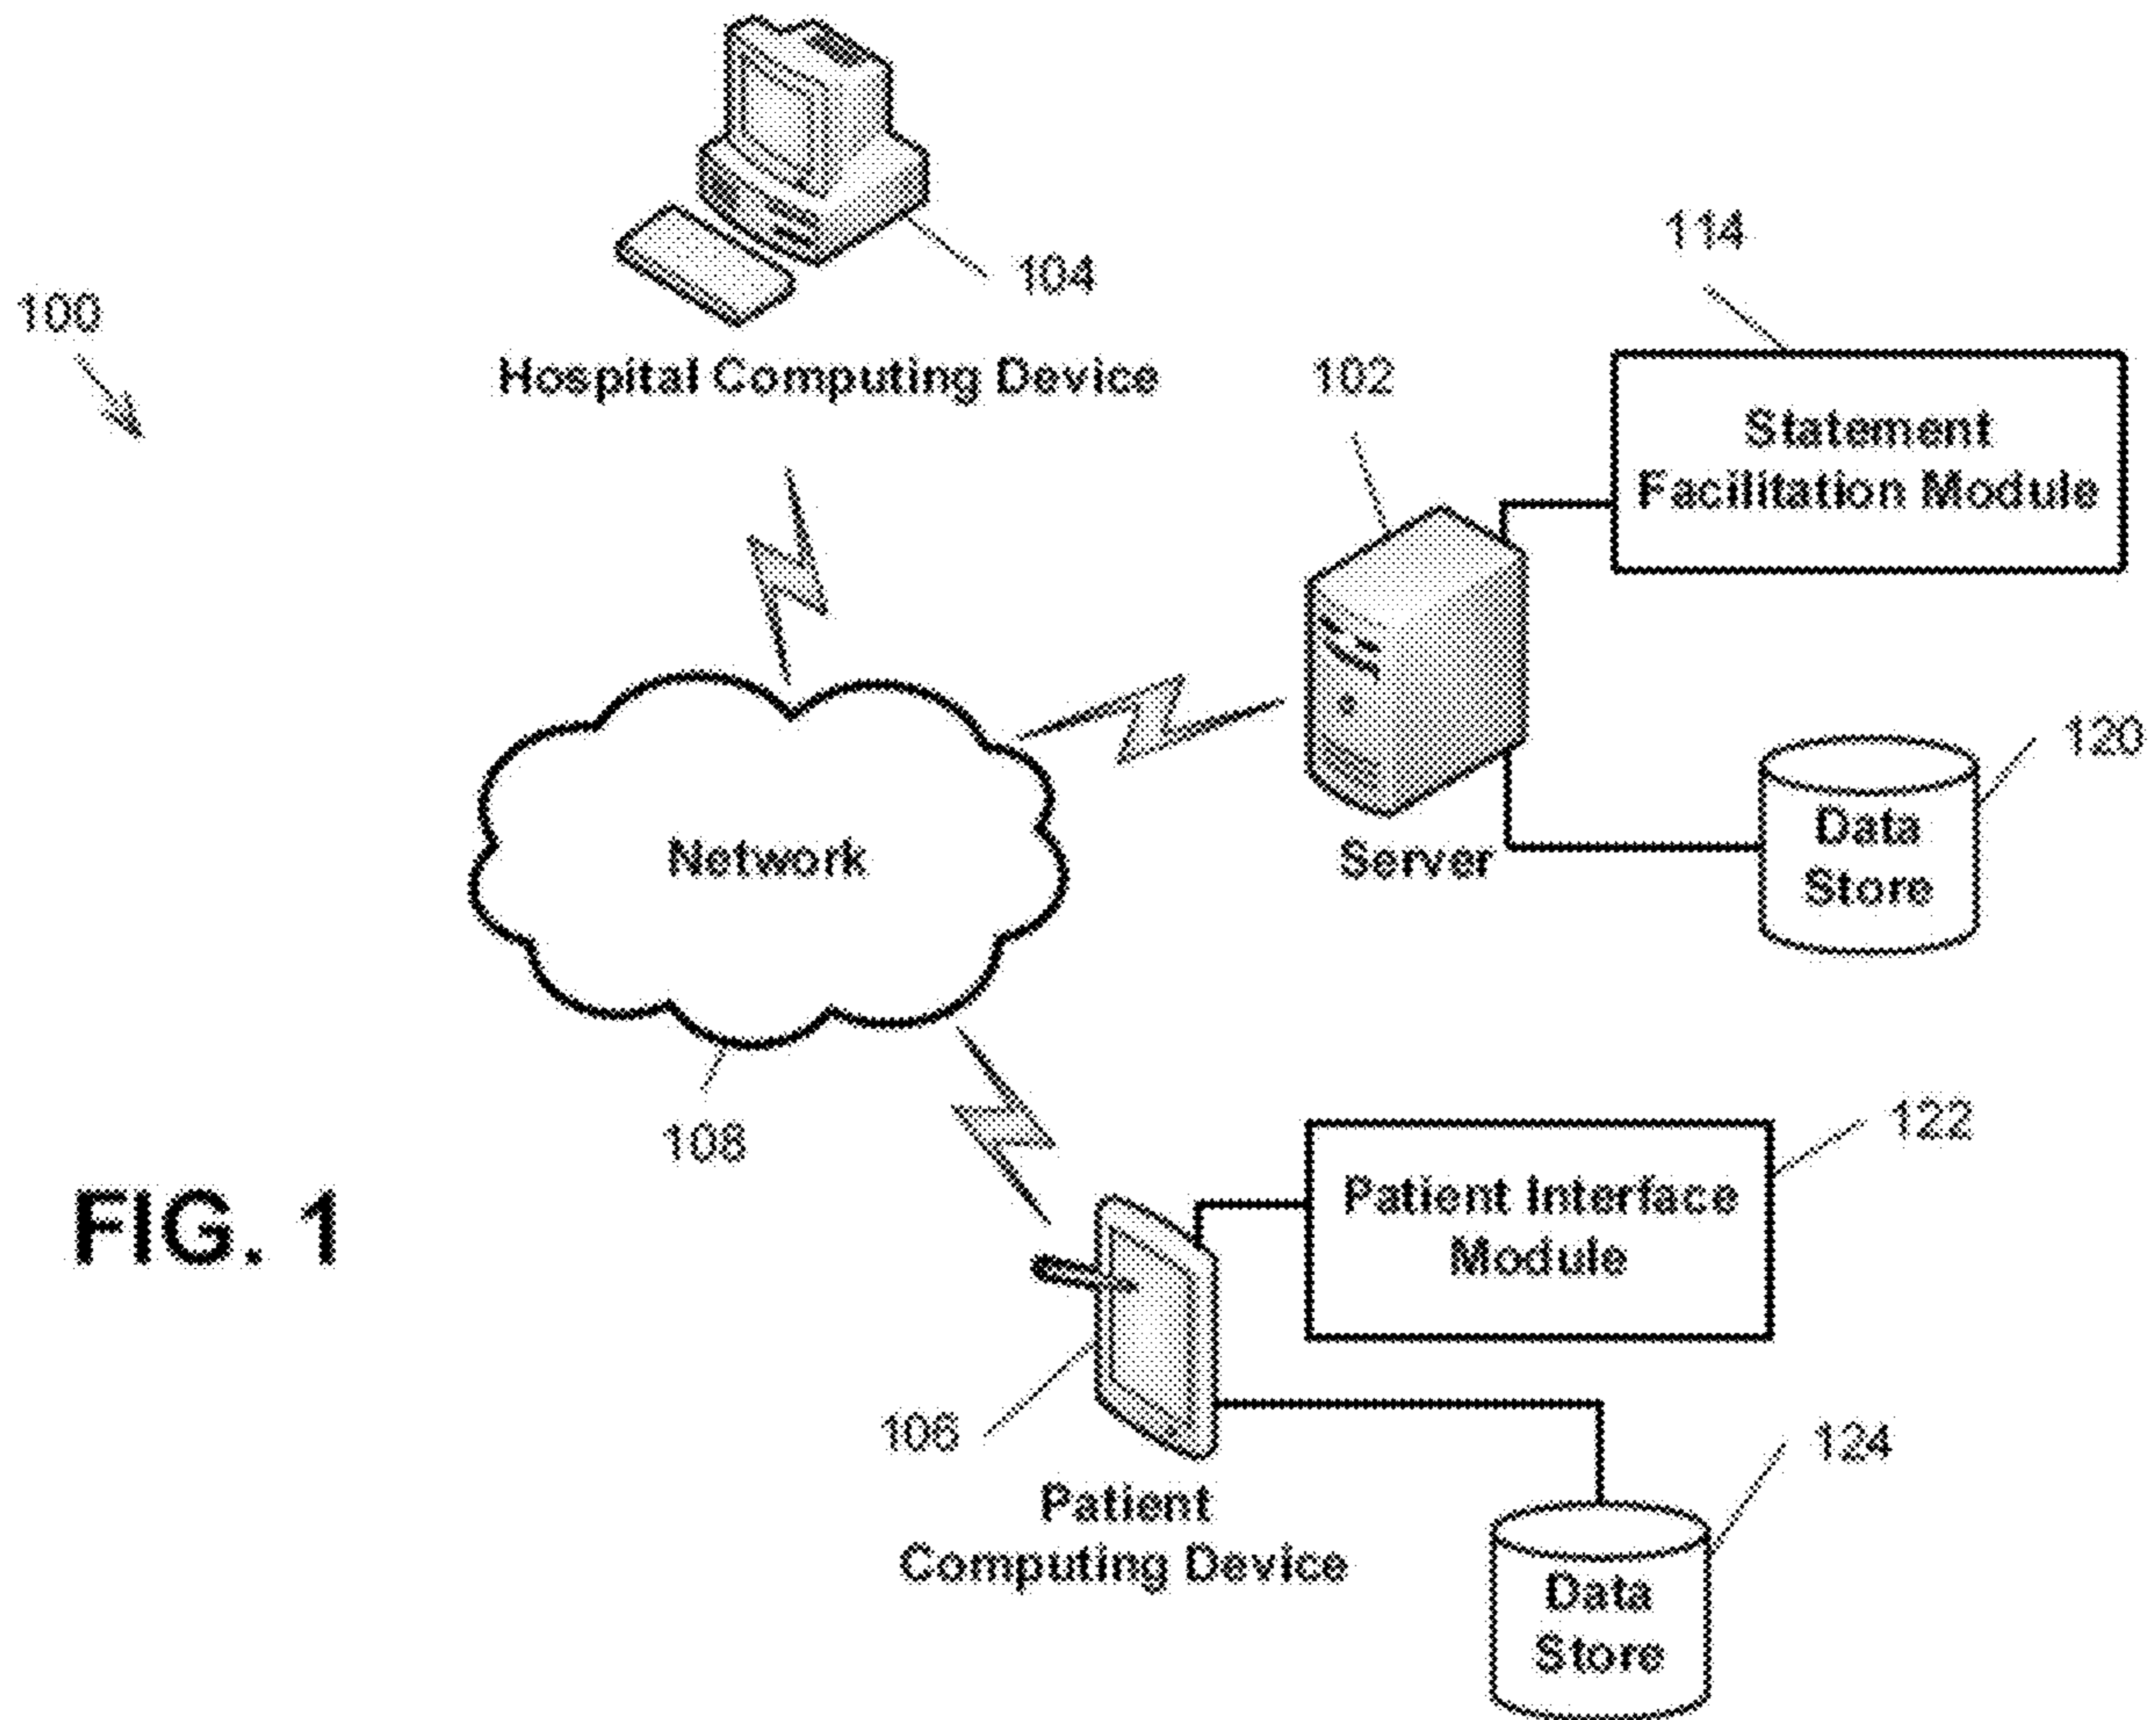 100
104
Hospital Computing Device
114
102
Statement
Facilitation Module
Server
120
Data
Store
Network
108
122
Patient Interface
Module
FIG. 1
106
Patient
Computing Device
124
Data
Store